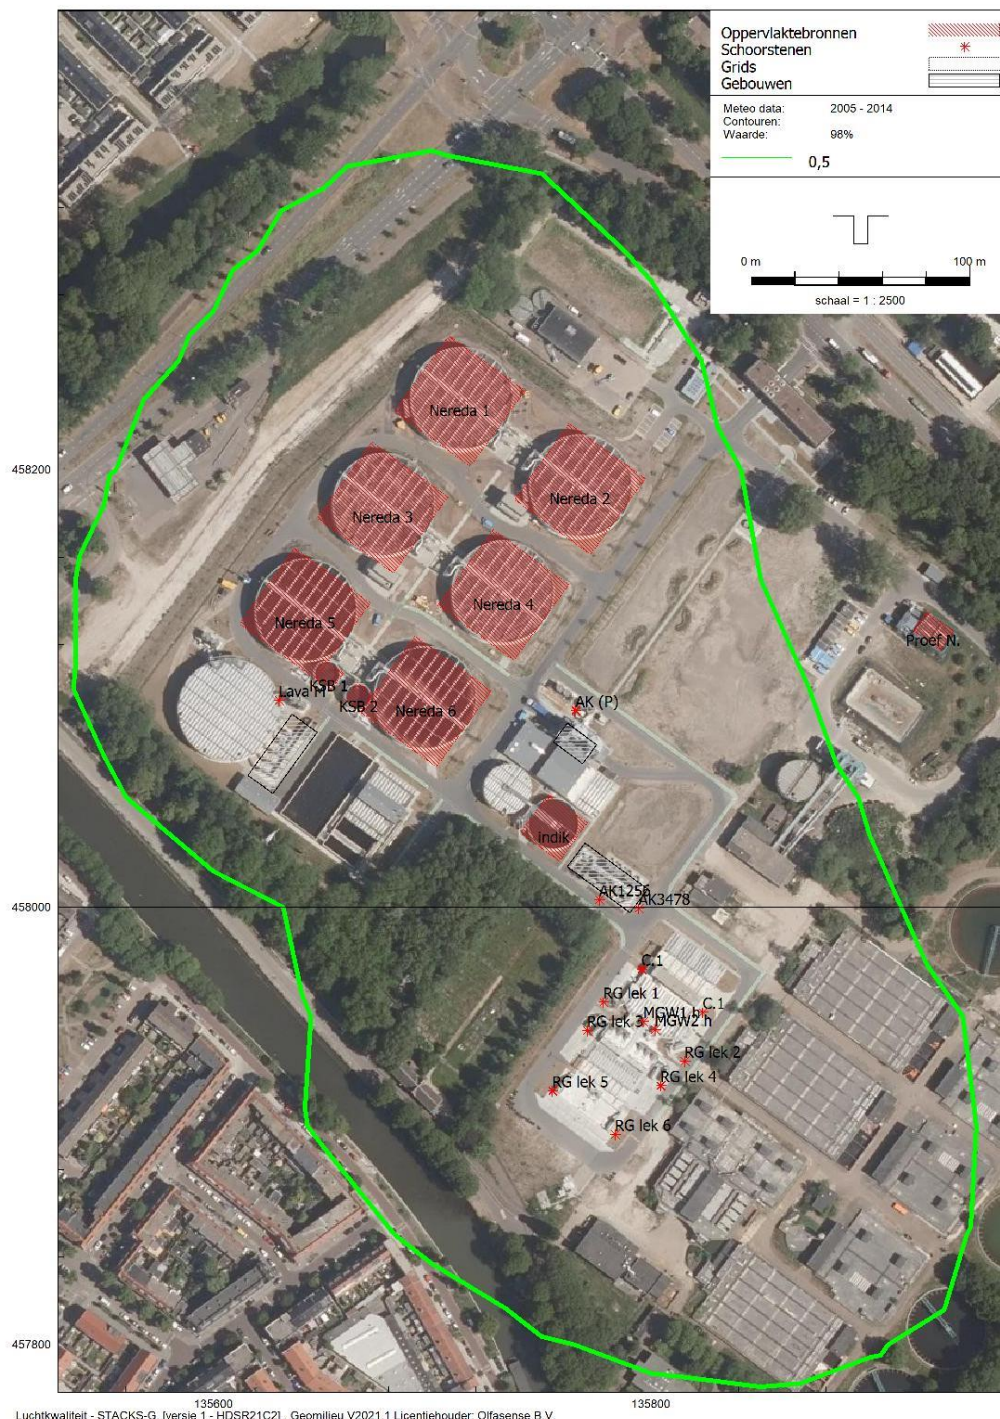 Oppervlaktebronnen
Schoorstenen
Grids
Gebouwen
Meteo data: 2005 - 2014
Contouren:
Waarde: 98%
0,5
0 m 100 m
schaal = 1 : 2500
Nereda 1
458200
Nereda 2
Nereda 3
Nereda 4
Nereda 5
Proef N.
KSB 1
Lava M
KSB 2
Nereda 6
AK (P)
Indik
AK1256
AK3478
458000
C.1
RG lek 1
C.1
MGW1 h
RG lek 3
MGW2 h
RG lek 2
RG lek 4
RG lek 5
RG lek 6
457800
135600
135800
Luchtkwaliteit - STACKS-G, [versie 1 - HDSR21C2] , Geomilieu V2021.1 Licentiehouder: Olfasense B.V.